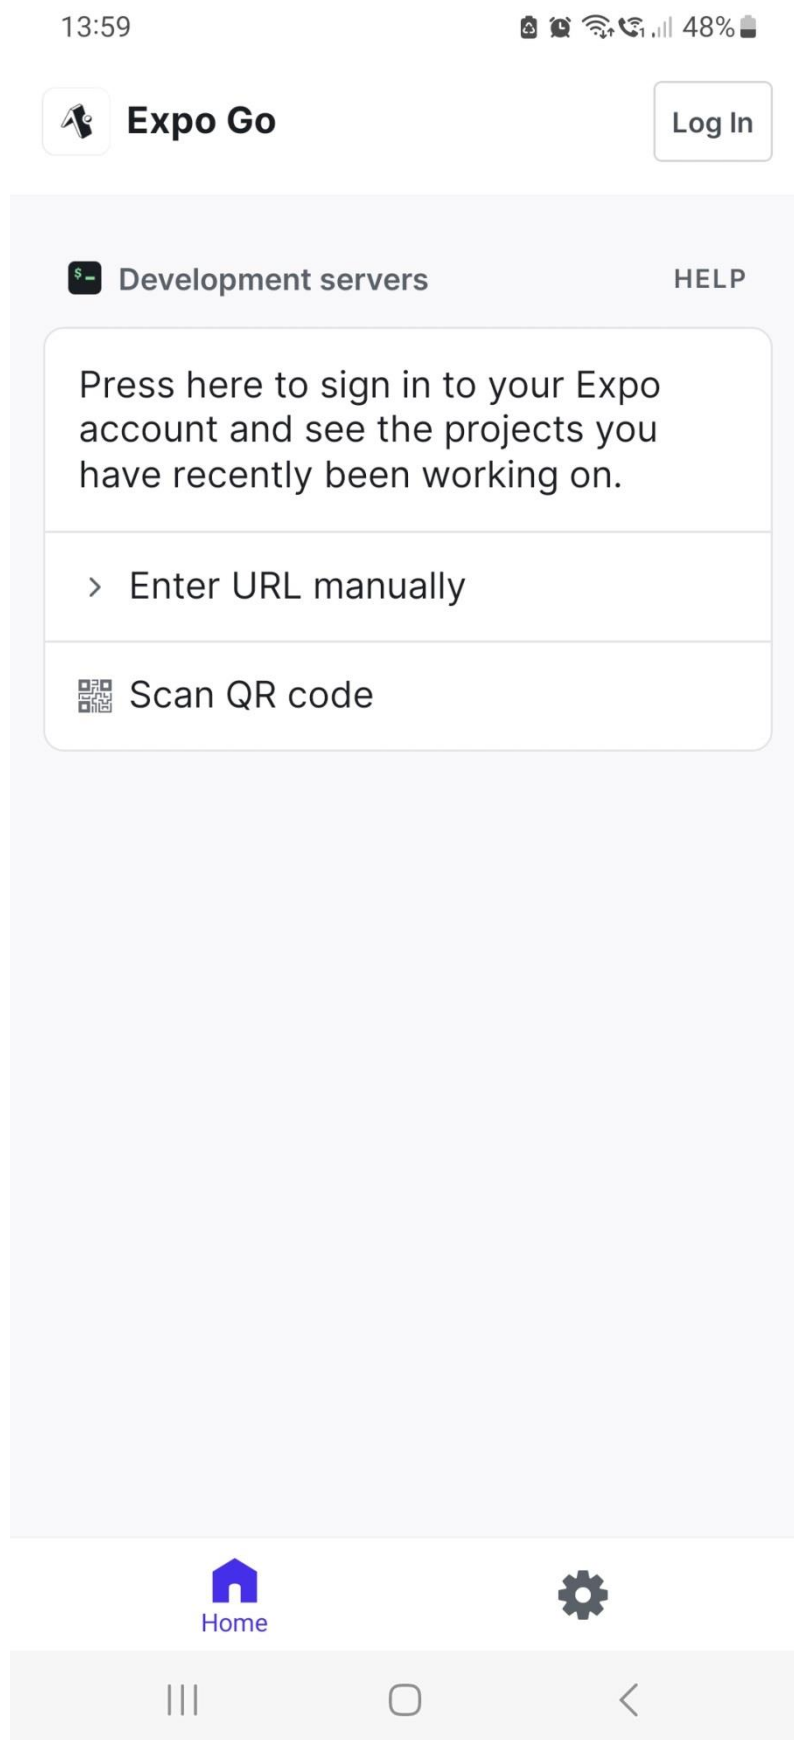 13:59
48%
Expo Go
Log In
$
Development servers
HELP
Press here to sign in to your Expo
account and see the projects you
have recently been working on.
Enter URL manually
Scan QR code
Home